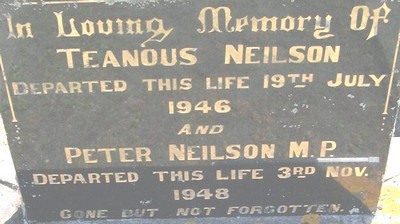 In Loving Memory Of
TEANOUS NEILSON
DEPARTED THIS LIFE 19TH JULY
1946
AND
PETER NEILSON M.P.
DEPARTED THIS LIFE 3RD NOV.
1948
GONE BUT NOT FORGOTTEN.